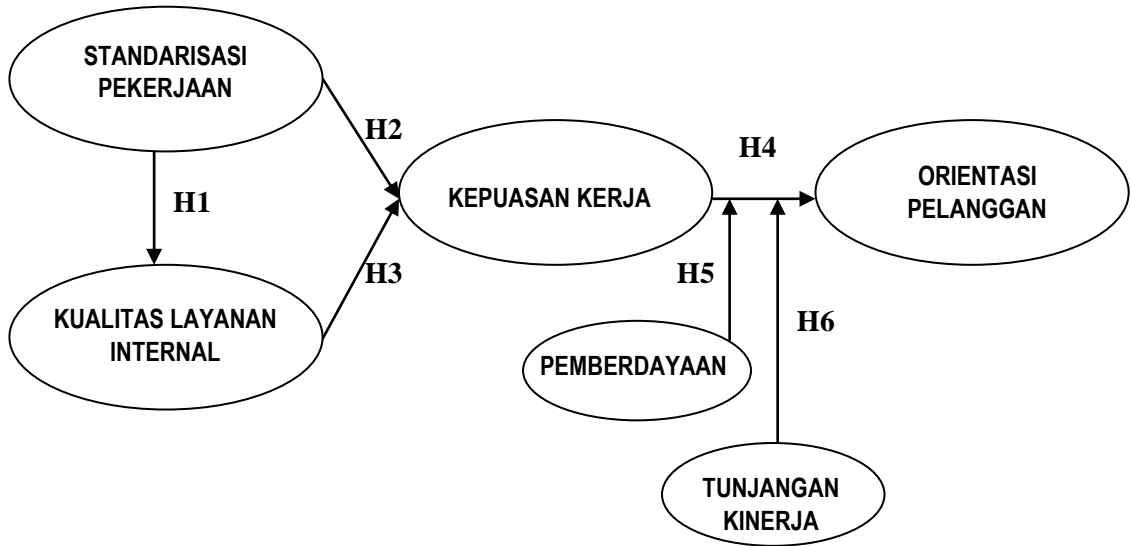 STANDARISASI
PEKERJAAN
H2
H4
H1
KEPUASAN KERJA
ORIENTASI
PELANGGAN
H3
H5
KUALITAS LAYANAN
INTERNAL
H6
PEMBERDAYAAN
TUNJANGAN
KINERJA